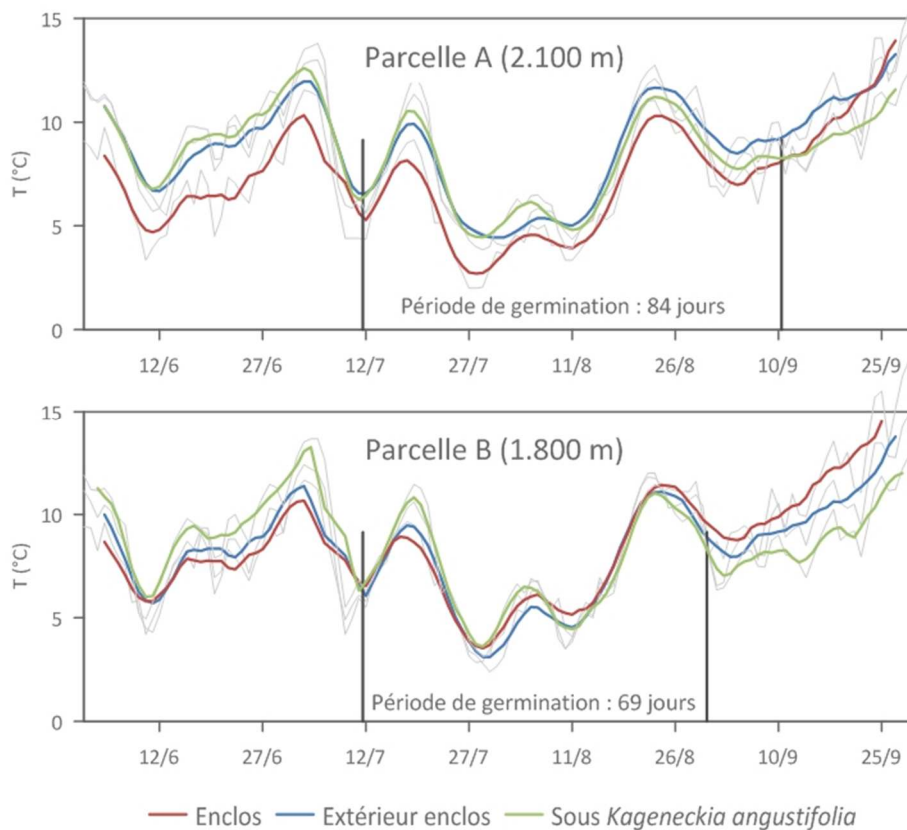 15
Parcelle A (2.100 m)
10
T (°C)
5
Période de germination : 84 jours
0
12/6 27/6 12/7 27/7 11/8 26/8 10/9 25/9
15
Parcelle B (1.800 m)
10
T (°C)
5
Période de germination : 69 jours
0
12/6 27/6 12/7 27/7 11/8 26/8 10/9 25/9
Enclos Extérieur enclos Sous Kageneckia angustifolia